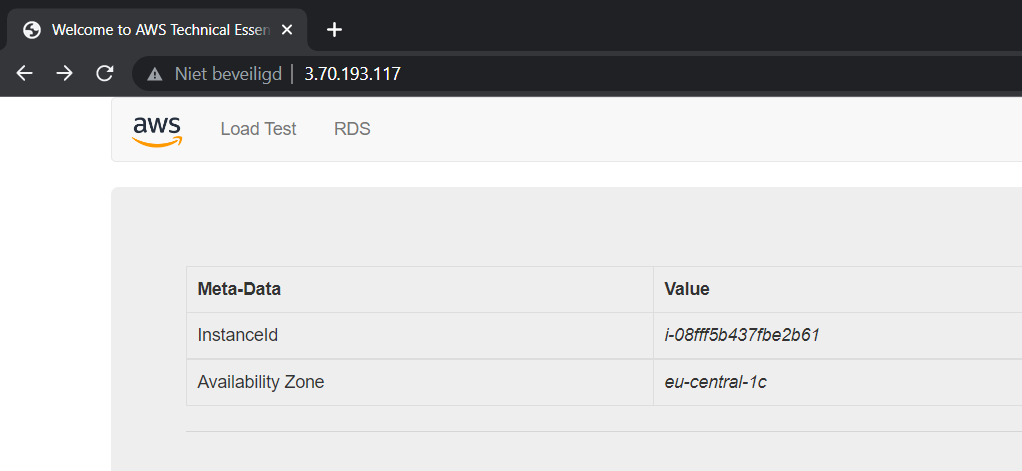 Welcome to AWS Technical Essen
Niet beveiligd | 3.70.193.117
aws Load Test RDS
Meta-Data Value
InstanceId i-08fff5b437fbe2b61
Availability Zone eu-central-1c